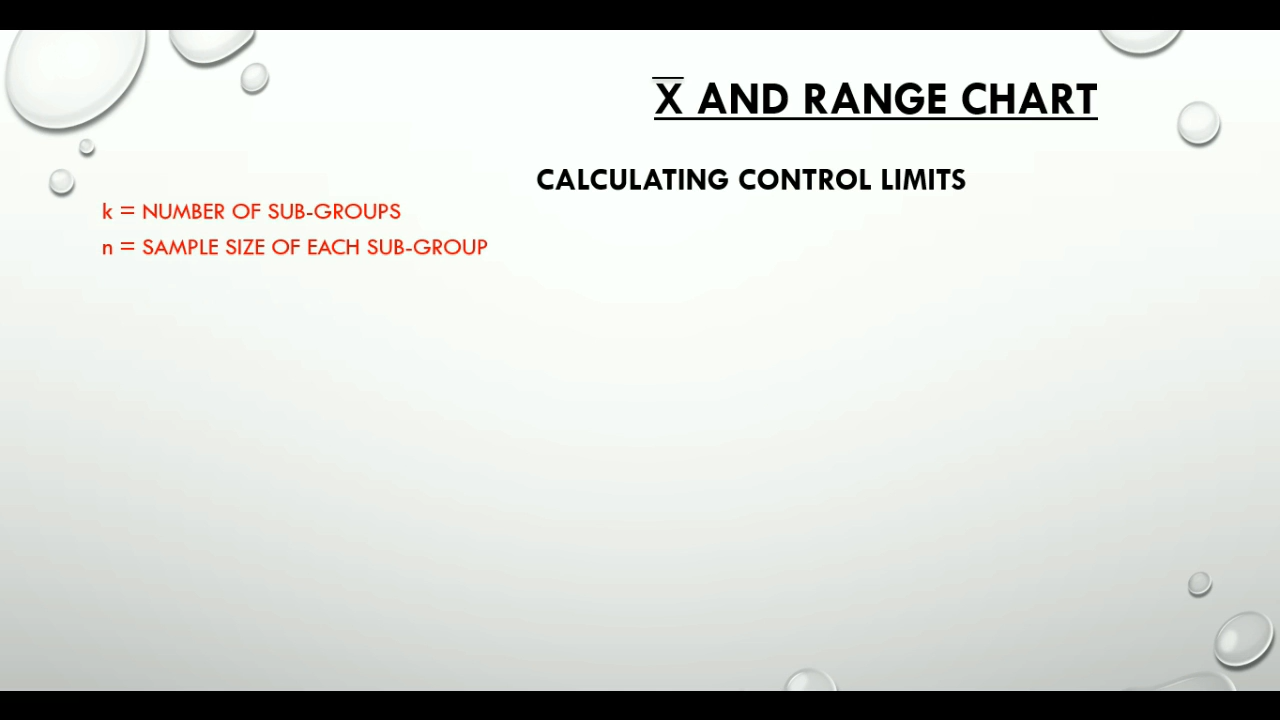 X̅ AND RANGE CHART
CALCULATING CONTROL LIMITS
k = NUMBER OF SUB-GROUPS
n = SAMPLE SIZE OF EACH SUB-GROUP